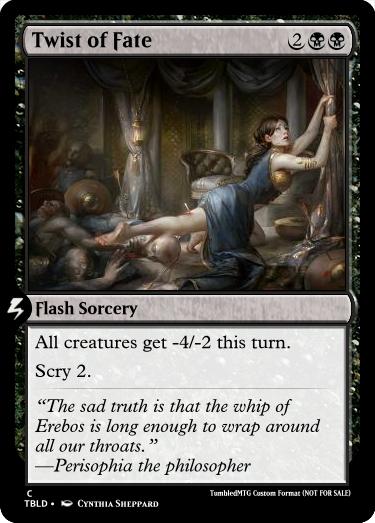 Twist of Fate 2
Flash Sorcery
All creatures get -4/-2 this turn.
Scry 2.
“The sad truth is that the whip of
Erebos is long enough to wrap around
all our throats.”
—Perisophia the philosopher
C
TBLD • Cynthia Sheppard
TumbledMTG Custom Format (NOT FOR SALE)